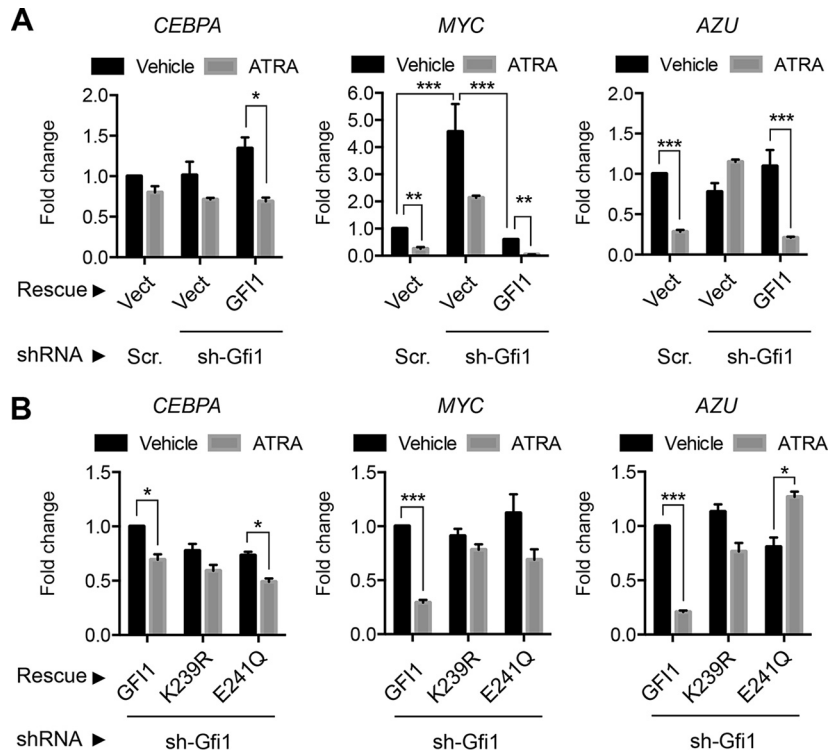 A
CEBPA MYC AZU
Vehicle ATRA Vehicle ATRA Vehicle ATRA
* *** *** *** ***
** **
Fold change Fold change Fold change
2.0 1.5 1.0 0.5 0.0
6.0 5.0 4.0 3.0 2.0 1.0 0.0
2.0 1.5 1.0 0.5 0.0
Rescue ► Vect Vect GFI1 Vect Vect GFI1 Vect Vect GFI1
shRNA ► Scr. sh-Gfi1 Scr. sh-Gfi1 Scr. sh-Gfi1
B
CEBPA MYC AZU
Vehicle ATRA Vehicle ATRA Vehicle ATRA
* * *** *** *
Fold change Fold change Fold change
1.5 1.0 0.5 0.0
1.5 1.0 0.5 0.0
1.5 1.0 0.5 0.0
Rescue ► GFI1 K239R E241Q GFI1 K239R E241Q GFI1 K239R E241Q
shRNA ► sh-Gfi1 sh-Gfi1 sh-Gfi1